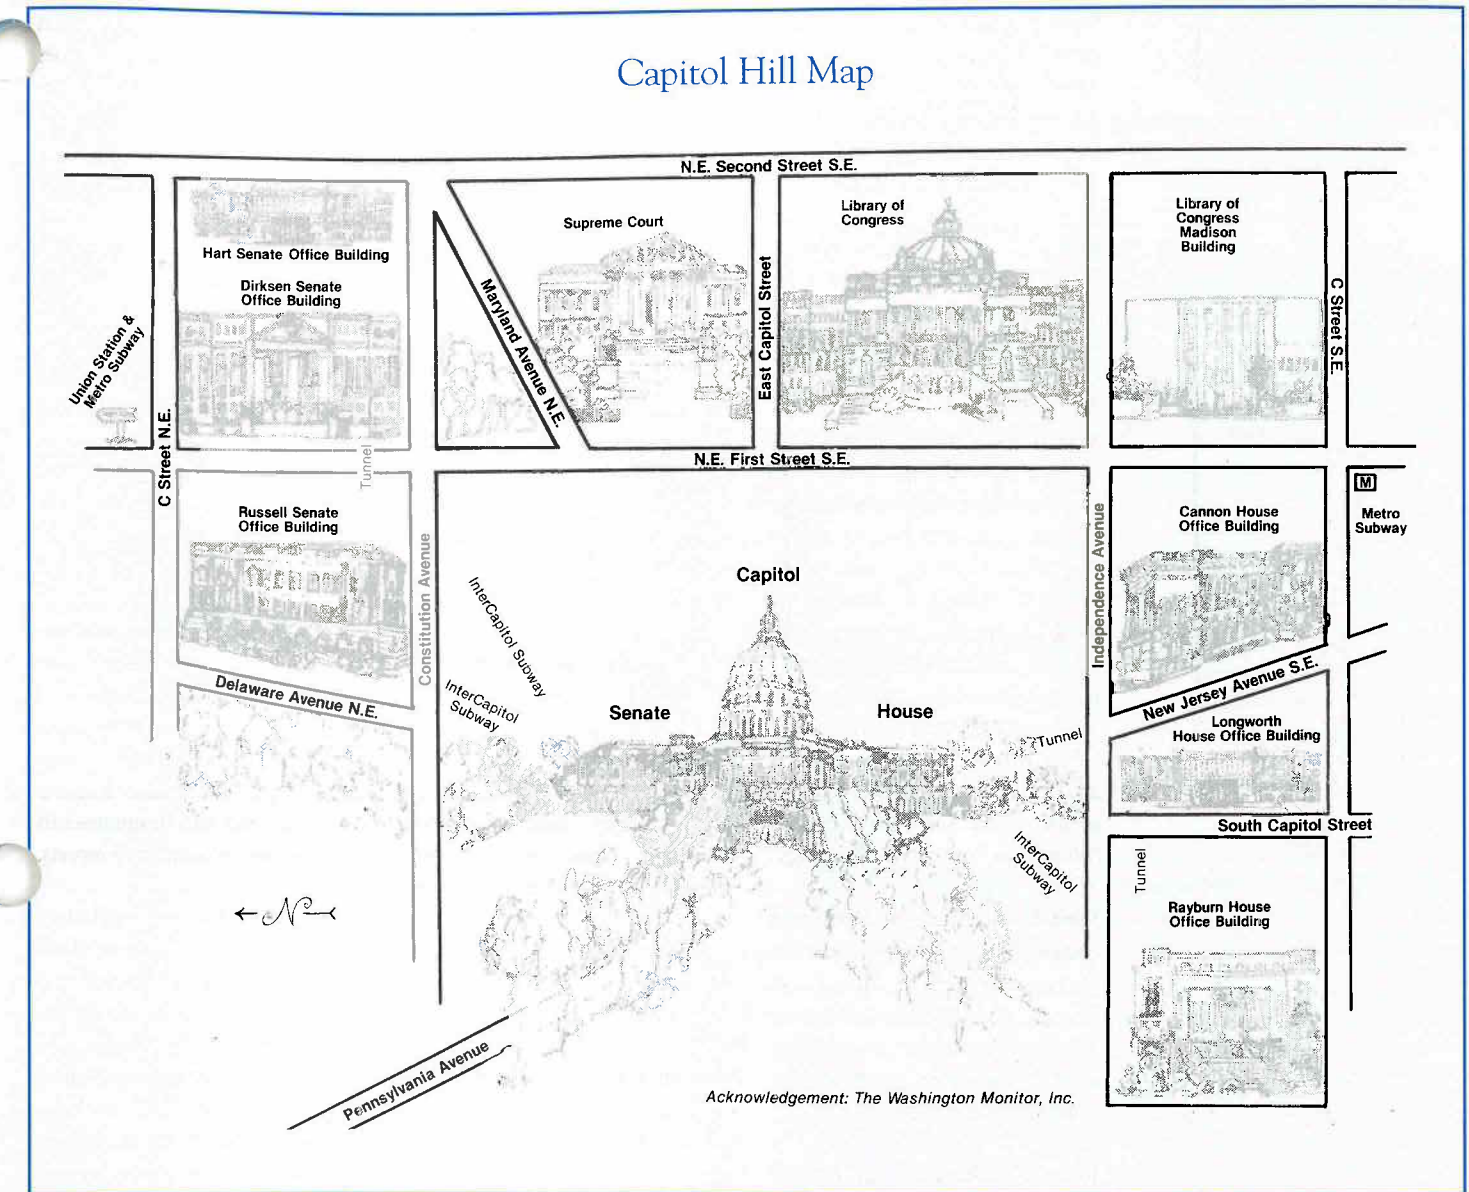 Capitol Hill Map
N.E. Second Street S.E.
Hart Senate Office Building
Dirksen Senate
Office Building
Union Station &
Metro Subway
C Street N.E.
Maryland Avenue N.E.
Supreme Court
East Capitol Street
Library of
Congress
Library of
Congress
Madison
Building
C Street S.E.
Tunnel
N.E. First Street S.E.
Russell Senate
Office Building
Constitution Avenue
Delaware Avenue N.E.
InterCapitol Subway
InterCapitol
Subway
Capitol
Senate
House
Tunnel
InterCapitol
Subway
Independence Avenue
Cannon House
Office Building
M
Metro
Subway
New Jersey Avenue S.E.
Longworth
House Office Building
South Capitol Street
Tunnel
Rayburn House
Office Building
N
Pennsylvania Avenue
Acknowledgement: The Washington Monitor, Inc.